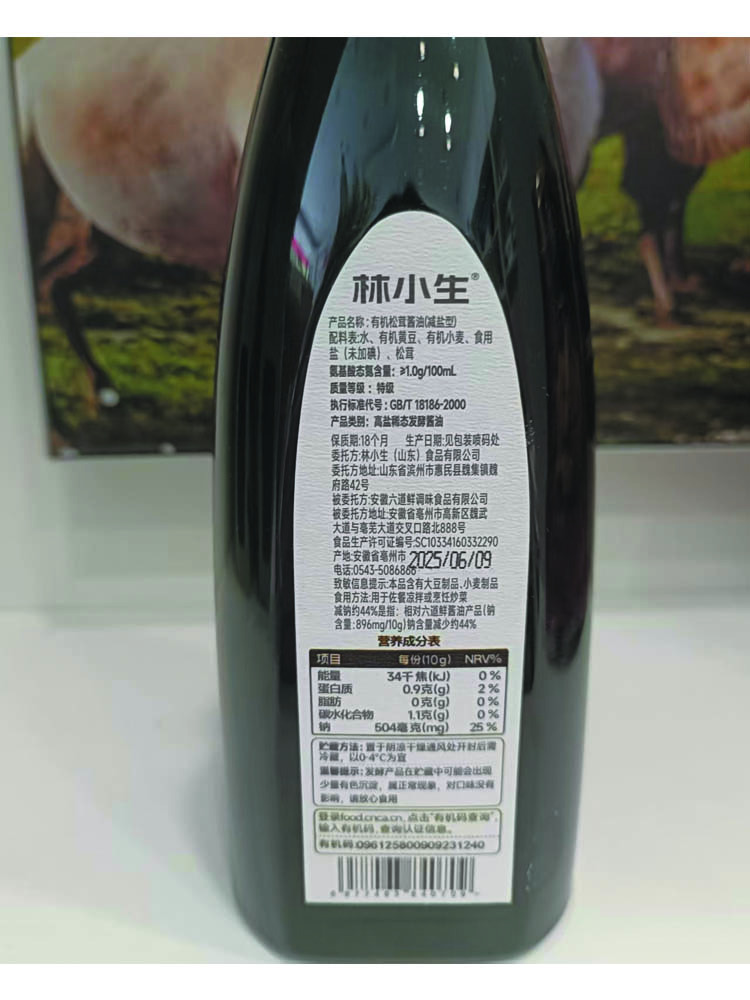 林小生®
产品名称:有机松茸酱油(减盐型)
配料表:水、有机黄豆、有机小麦、食用
盐(未加碘)、松茸
氨基酸态氮含量:≥1.0g/100mL
质量等级:特级
执行标准代号:GB/T 18186-2000
产品类别:高盐稀态发酵酱油
保质期:18个月 生产日期:见包装喷码处
委托方:林小生(山东)食品有限公司
委托方地址:山东省滨州市惠民县魏集镇魏
府路42号
被委托方:安徽六道鲜调味食品有限公司
被委托方地址:安徽省亳州市高新区魏武
大道与亳芜大道交叉口路北888号
食品生产许可证编号:SC10334160332290
产地:安徽省亳州市 2025/06/09
电话:0543-5086866
致敏信息提示:本品含有大豆制品、小麦制品
食用方法:用于佐餐凉拌或烹饪炒菜
减钠约44%是指:相对六道鲜酱油产品(钠
含量:896mg/10g)钠含量减少约44%
营养成分表
项目 每份(10g) NRV%
能量 34千焦(kJ) 0%
蛋白质 0.9克(g) 2%
脂肪 0克(g) 0%
碳水化合物 1.1克(g) 0%
钠 504毫克(mg) 25%
贮藏方法:置于阴凉干燥通风处开封后需
冷藏,以0-4°C为宜
温馨提示:发酵产品在贮藏中可能会出现
少量有色沉淀,属正常现象,对口味没有
影响,请放心食用
登录food.cnca.cn,点击"有机码查询",
输入有机码,查询认证信息。
有机码:09612580090923124​0